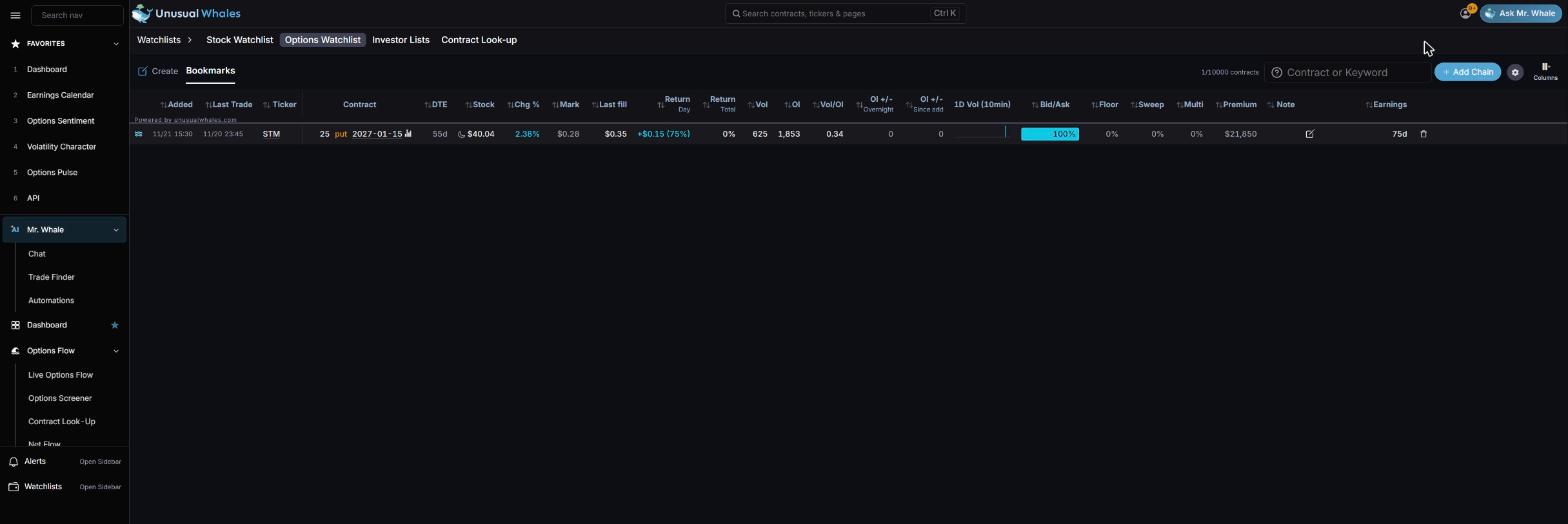 Search nav
Unusual Whales
Search contracts, tickers & pages Ctrl K
9+
Ask Mr. Whale
FAVORITES
1 Dashboard
2 Earnings Calendar
3 Options Sentiment
4 Volatility Character
5 Options Pulse
6 API
AI Mr. Whale
Chat
Trade Finder
Automations
Dashboard
Options Flow
Live Options Flow
Options Screener
Contract Look-Up
Net Flow
Alerts Open Sidebar
Watchlists Open Sidebar
Watchlists > Stock Watchlist Options Watchlist Investor Lists Contract Look-up
Create Bookmarks
1/10000 contracts Contract or Keyword + Add Chain Columns
Added Last Trade Ticker Contract DTE Stock Chg % Mark Last fill Return Day Return Total Vol OI Vol/OI OI +/- Overnight OI +/- Since add 1D Vol (10min) Bid/Ask Floor Sweep Multi Premium Note Earnings
Powered by unusualwhales.com
11/21 15:30 11/20 23:45 STM 25 put 2027-01-15 55d $40.04 2.38% $0.28 $0.35 +$0.15 (75%) 0% 625 1,853 0.34 0 0 100% 0% 0% 0% $21,850 75d